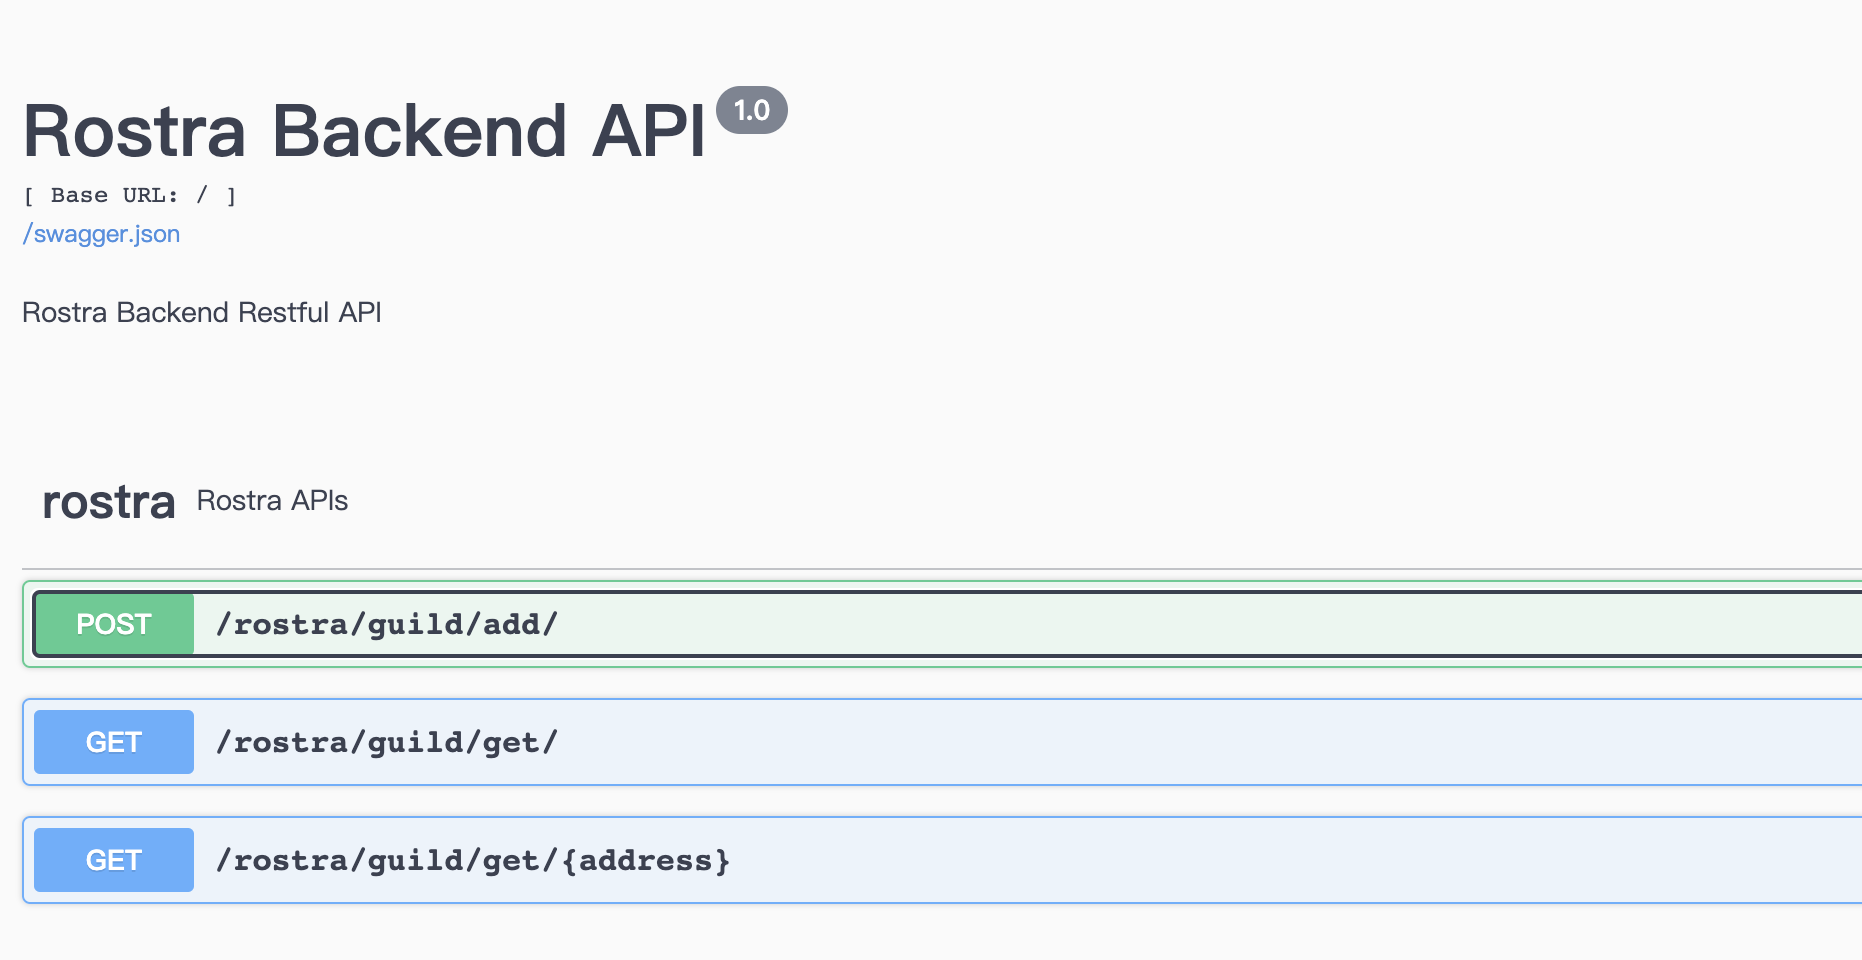 Rostra Backend API 1.0
[ Base URL: / ]
/swagger.json
Rostra Backend Restful API
rostra Rostra APIs
POST /rostra/guild/add/
GET /rostra/guild/get/
GET /rostra/guild/get/{address}